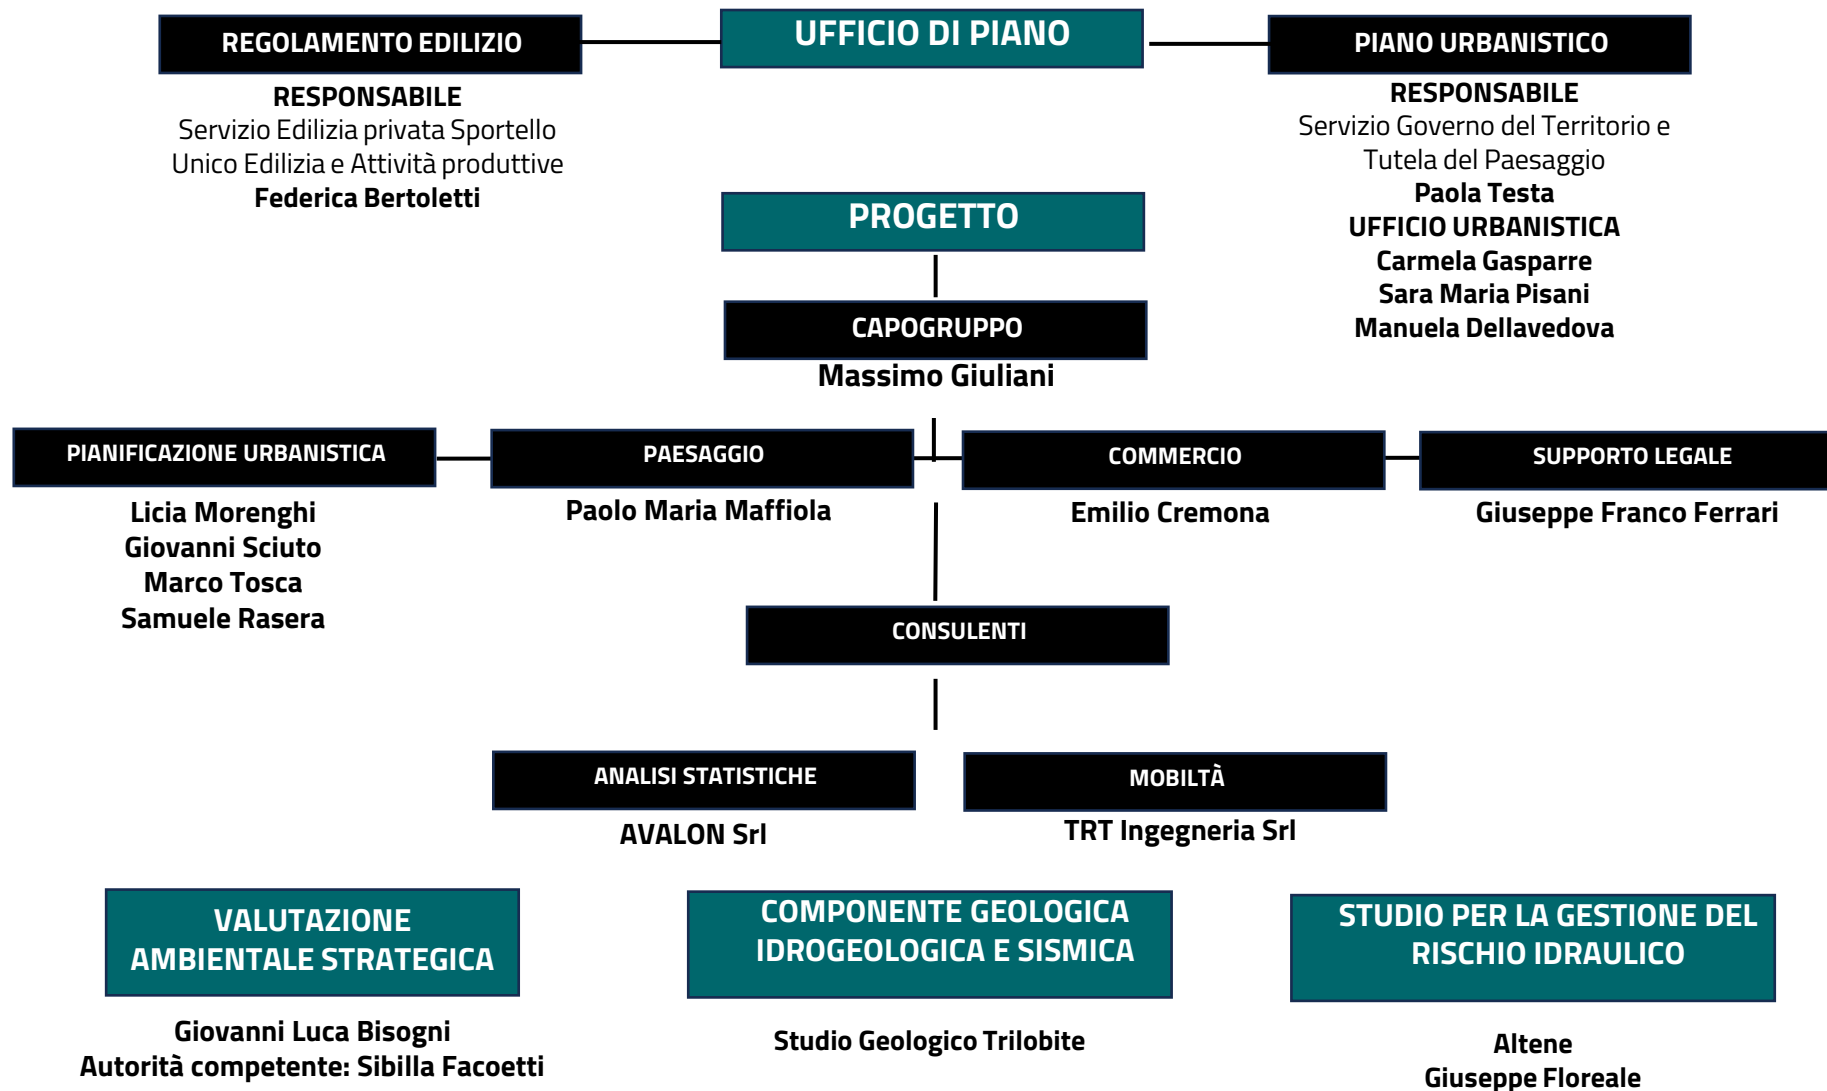 REGOLAMENTO EDILIZIO
UFFICIO DI PIANO
PIANO URBANISTICO
RESPONSABILE
Servizio Edilizia privata Sportello
Unico Edilizia e Attività produttive
Federica Bertoletti
RESPONSABILE
Servizio Governo del Territorio e
Tutela del Paesaggio
Paola Testa
UFFICIO URBANISTICA
Carmela Gasparre
Sara Maria Pisani
Manuela Dellavedova
PROGETTO
CAPOGRUPPO
Massimo Giuliani
PIANIFICAZIONE URBANISTICA
Licia Morenghi
Giovanni Sciuto
Marco Tosca
Samuele Rasera
PAESAGGIO
Paolo Maria Maffiola
COMMERCIO
Emilio Cremona
SUPPORTO LEGALE
Giuseppe Franco Ferrari
CONSULENTI
ANALISI STATISTICHE
AVALON Srl
MOBILTÀ
TRT Ingegneria Srl
VALUTAZIONE
AMBIENTALE STRATEGICA
Giovanni Luca Bisogni
Autorità competente: Sibilla Facoetti
COMPONENTE GEOLOGICA
IDROGEOLOGICA E SISMICA
Studio Geologico Trilobite
STUDIO PER LA GESTIONE DEL
RISCHIO IDRAULICO
Altene
Giuseppe Floreale